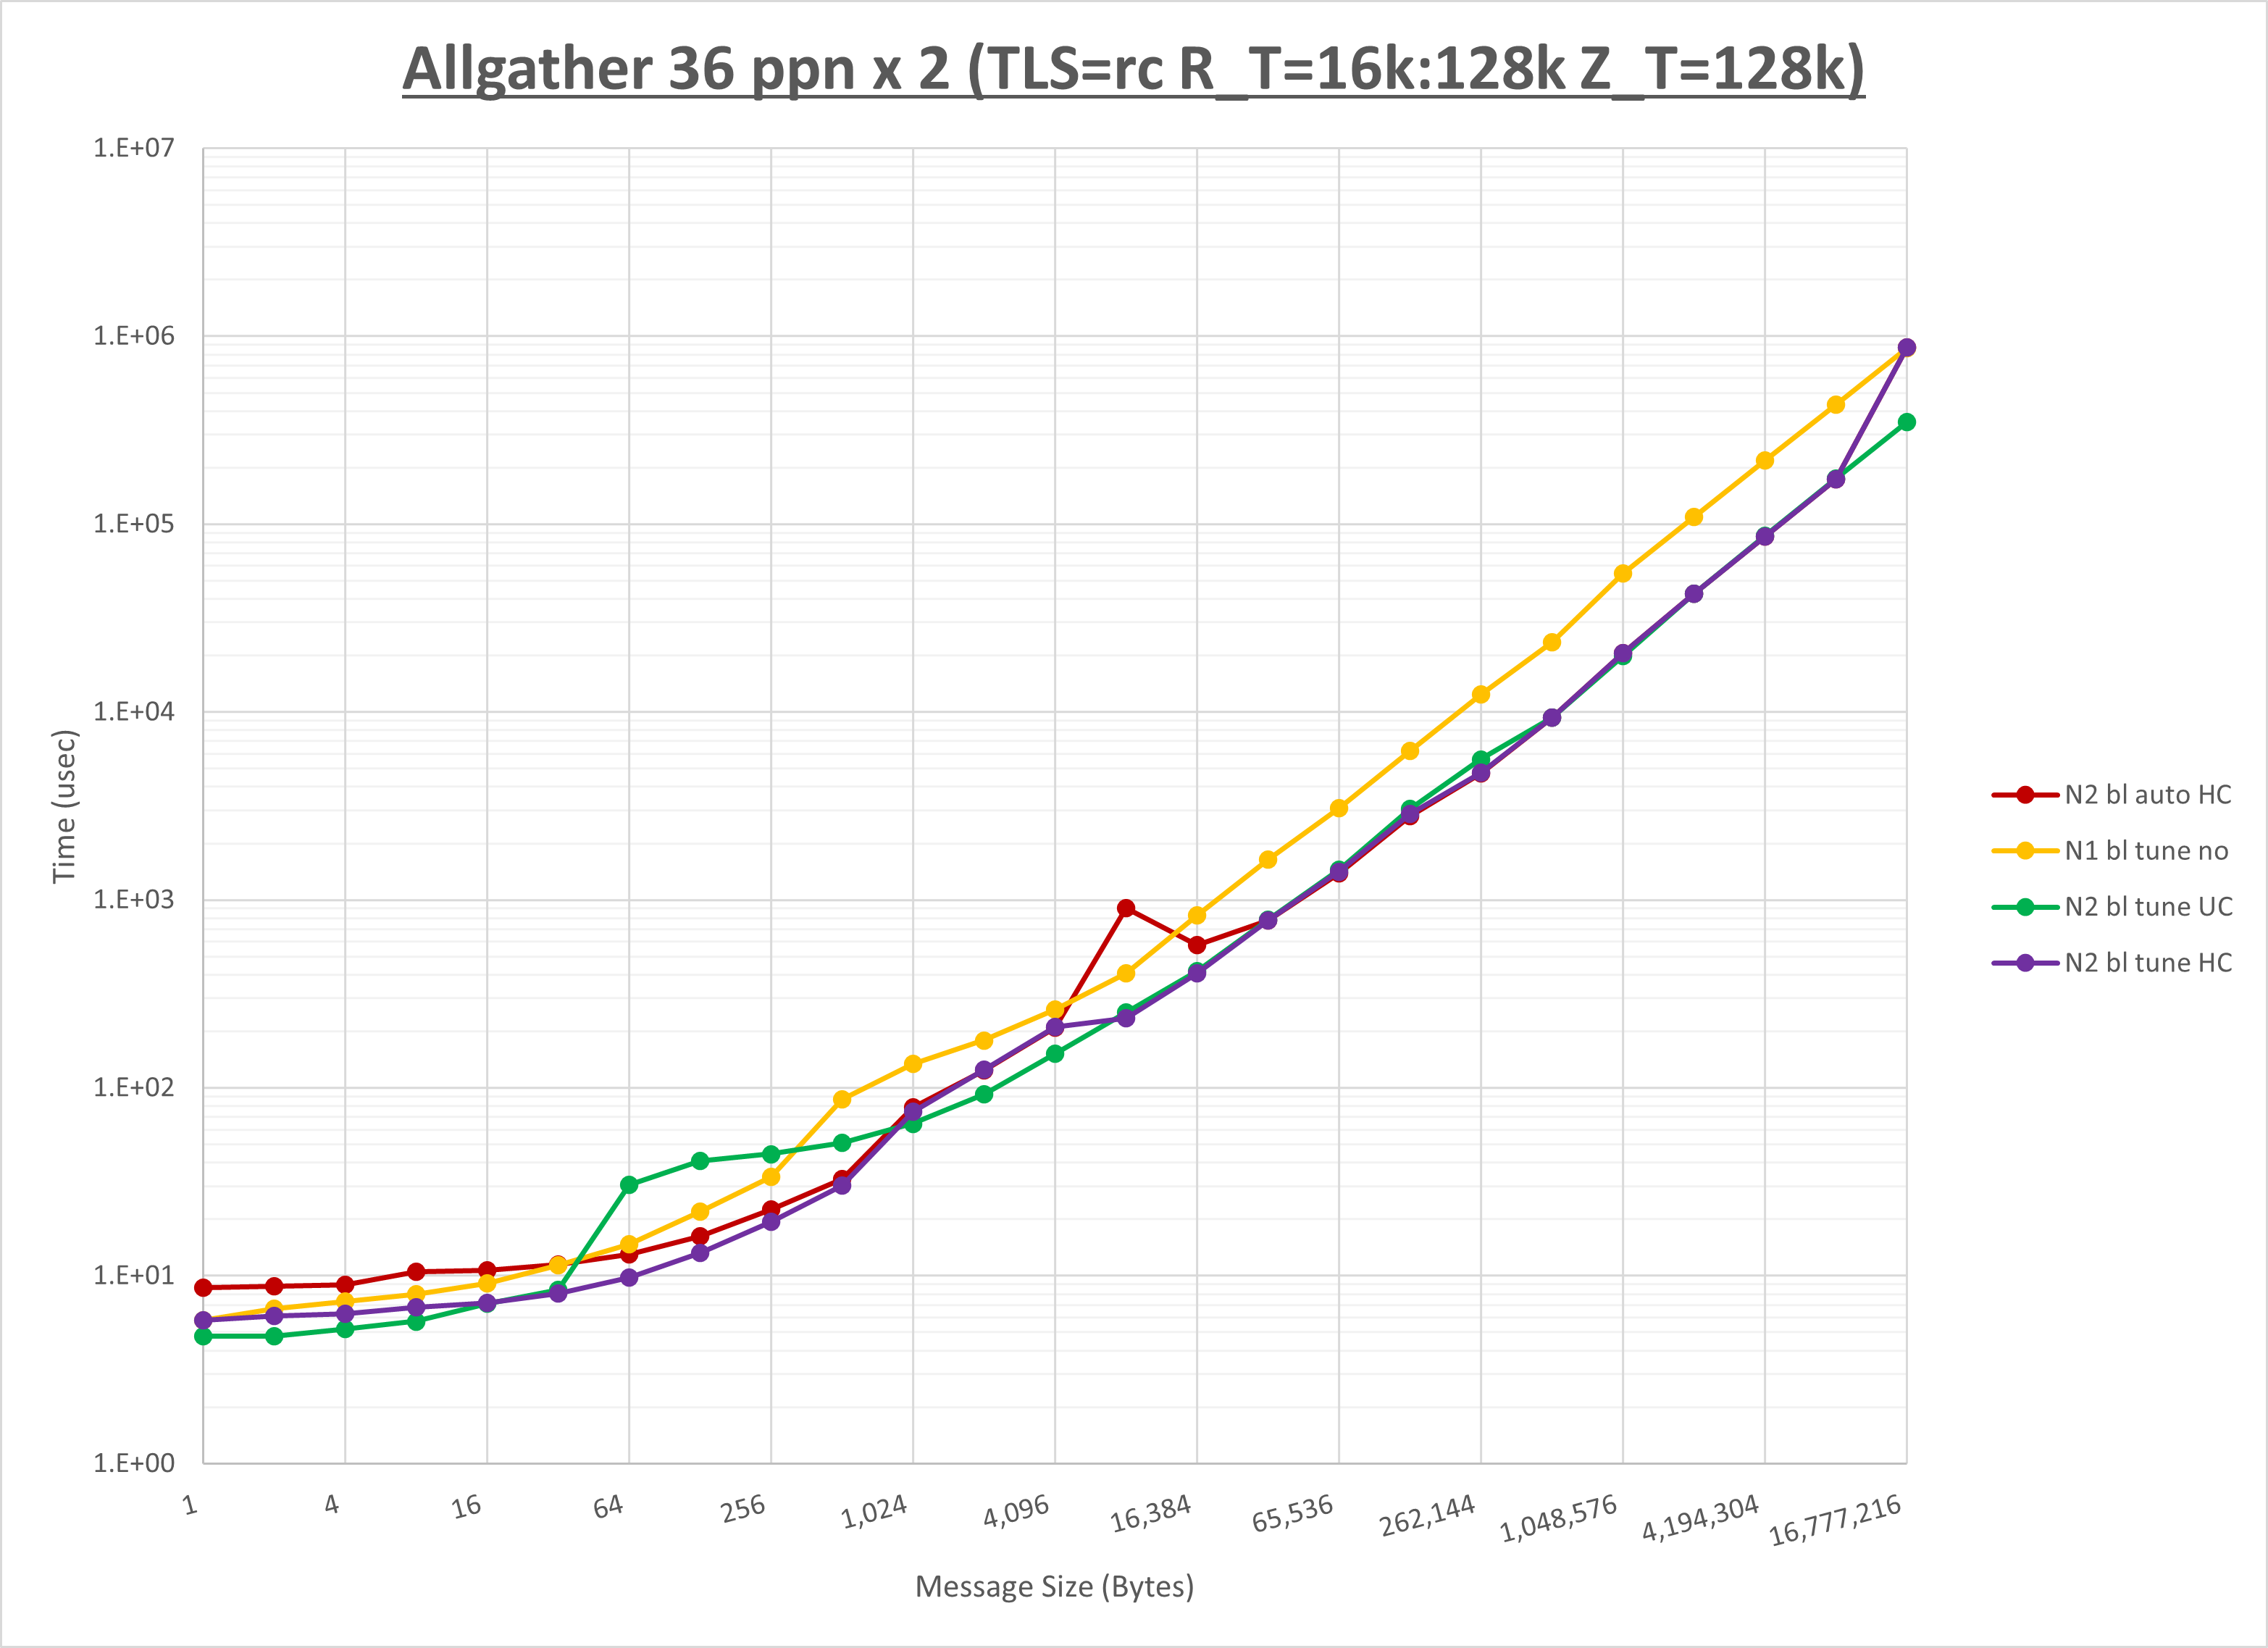 Allgather 36 ppn x 2 (TLS=rc R_T=16k:128k Z_T=128k)
1.E+07
1.E+06
1.E+05
1.E+04
1.E+03
1.E+02
1.E+01
1.E+00
Time (usec)
N2 bl auto HC
N1 bl tune no
N2 bl tune UC
N2 bl tune HC
1 4 16 64 256 1,024 4,096 16,384 65,536 262,144 1,048,576 4,194,304 16,777,216
Message Size (Bytes)